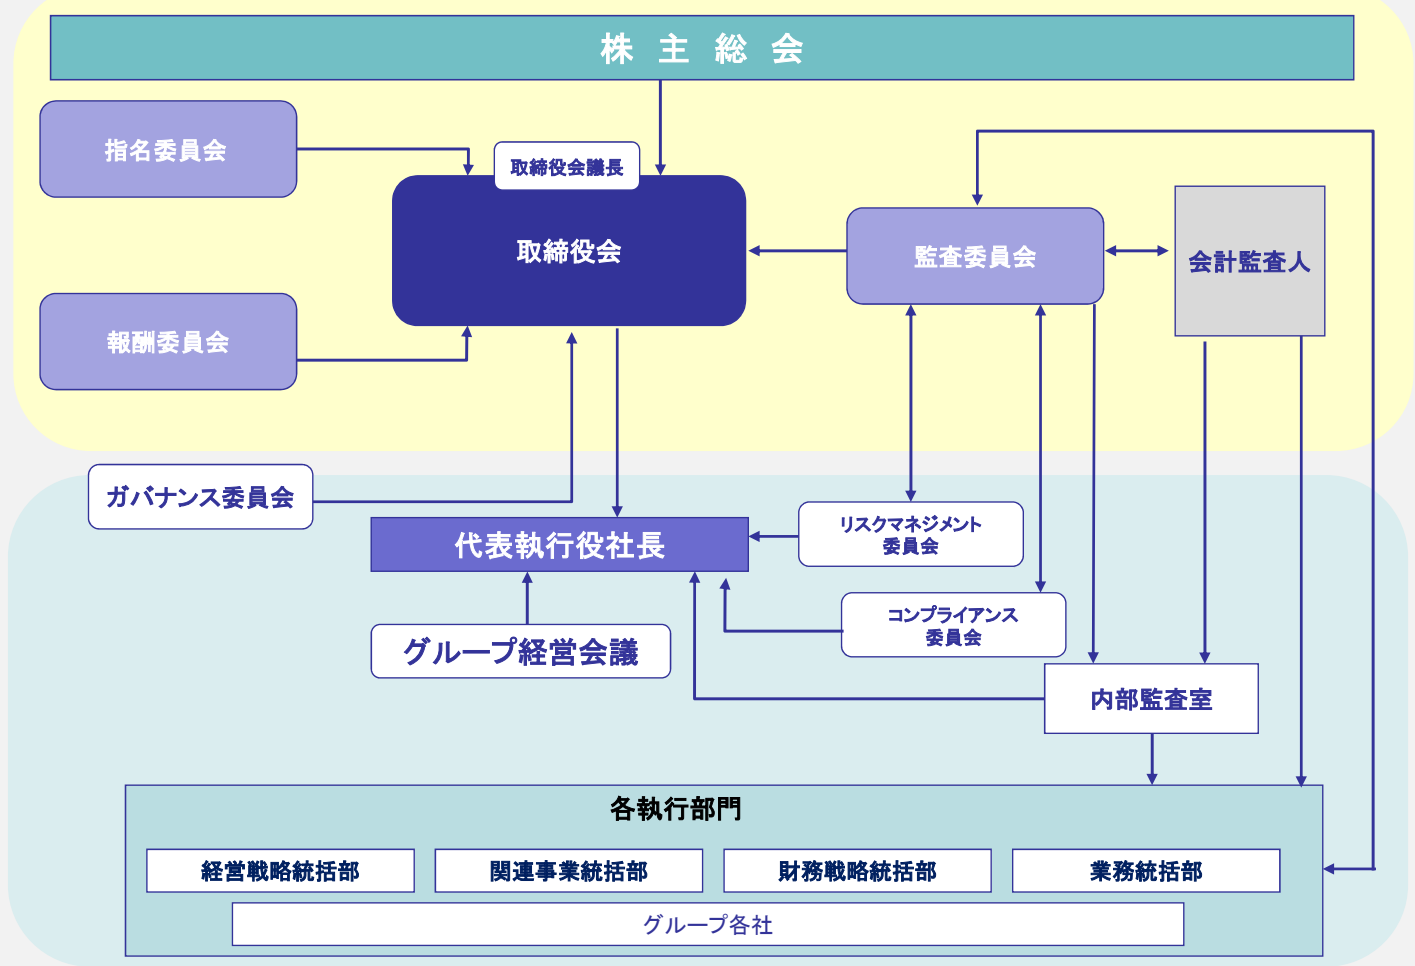 株主総会
指名委員会
取締役会議長
取締役会
監査委員会
会計監査人
報酬委員会
ガバナンス委員会
代表執行役社長
リスクマネジメント
委員会
コンプライアンス
委員会
グループ経営会議
内部監査室
各執行部門
経営戦略統括部
関連事業統括部
財務戦略統括部
業務統括部
グループ各社